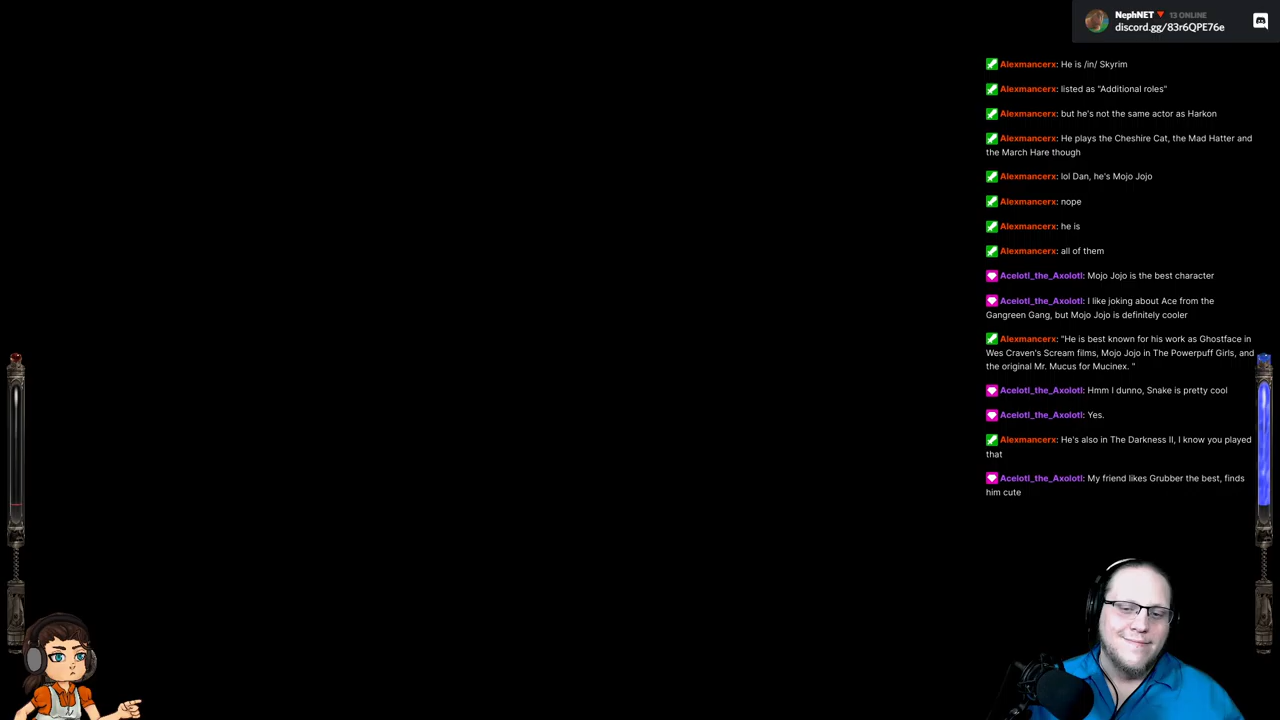 NephNET 🔻 13 ONLINE
discord.gg/83r6QPE76e
Alexmancerx: He is /in/ Skyrim
Alexmancerx: listed as "Additional roles"
Alexmancerx: but he's not the same actor as Harkon
Alexmancerx: He plays the Cheshire Cat, the Mad Hatter and
the March Hare though
Alexmancerx: lol Dan, he's Mojo Jojo
Alexmancerx: nope
Alexmancerx: he is
Alexmancerx: all of them
Acelotl_the_Axolotl: Mojo Jojo is the best character
Acelotl_the_Axolotl: I like joking about Ace from the
Gangreen Gang, but Mojo Jojo is definitely cooler
Alexmancerx: "He is best known for his work as Ghostface in
Wes Craven's Scream films, Mojo Jojo in The Powerpuff Girls, and
the original Mr. Mucus for Mucinex. "
Acelotl_the_Axolotl: Hmm I dunno, Snake is pretty cool
Acelotl_the_Axolotl: Yes.
Alexmancerx: He's also in The Darkness II, I know you played
that
Acelotl_the_Axolotl: My friend likes Grubber the best, finds
him cute